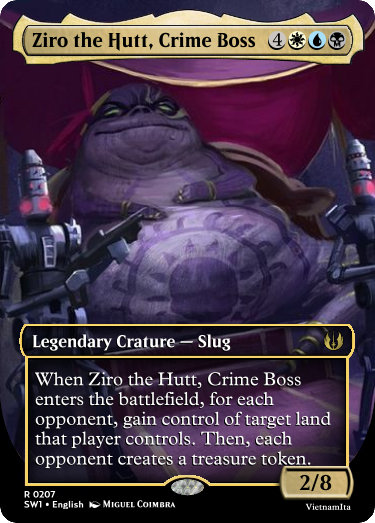 Ziro the Hutt, Crime Boss 4
Legendary Crature — Slug
When Ziro the Hutt, Crime Boss
enters the battlefield, for each
opponent, gain control of target land
that player controls. Then, each
opponent creates a treasure token.
2/8
R 0207
SW1 • English Miguel Coimbra
VietnamIta